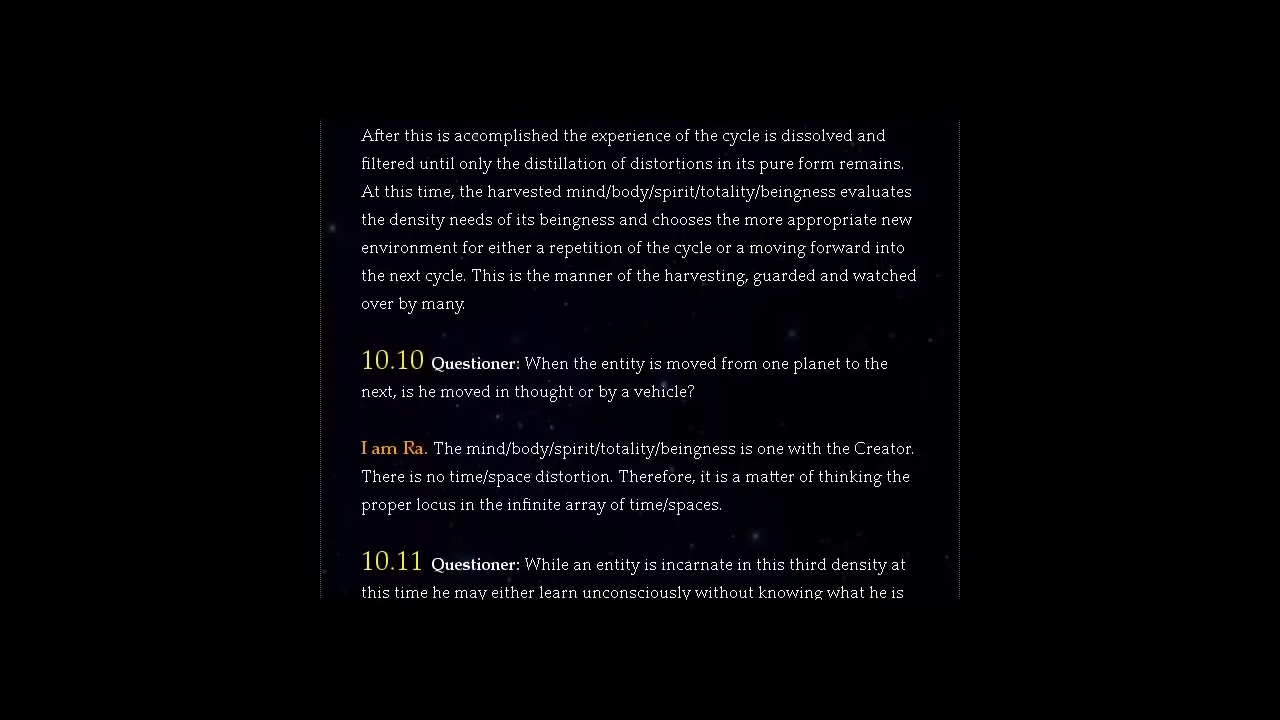 After this is accomplished the experience of the cycle is dissolved and
filtered until only the distillation of distortions in its pure form remains.
At this time, the harvested mind/body/spirit/totality/beingness evaluates
the density needs of its beingness and chooses the more appropriate new
environment for either a repetition of the cycle or a moving forward into
the next cycle. This is the manner of the harvesting, guarded and watched
over by many.
10.10 Questioner: When the entity is moved from one planet to the
next, is he moved in thought or by a vehicle?
I am Ra. The mind/body/spirit/totality/beingness is one with the Creator.
There is no time/space distortion. Therefore, it is a matter of thinking the
proper locus in the infinite array of time/spaces.
10.11 Questioner: While an entity is incarnate in this third density at
this time he may either learn unconsciously without knowing what he is